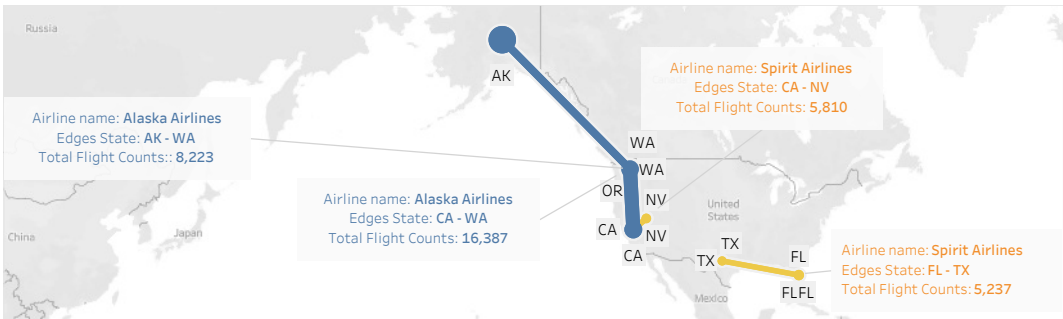 Russia
AK
Airline name: Spirit Airlines
Edges State: CA - NV
Total Flight Counts: 5,810
Airline name: Alaska Airlines
Edges State: AK - WA
Total Flight Counts:: 8,223
WA
WA
OR
NV
Airline name: Alaska Airlines
Edges State: CA - WA
Total Flight Counts: 16,387
United
States
China
Japan
CA
NV
CA
TX
TX
FL
FLFL
Mexico
Airline name: Spirit Airlines
Edges State: FL - TX
Total Flight Counts: 5,237